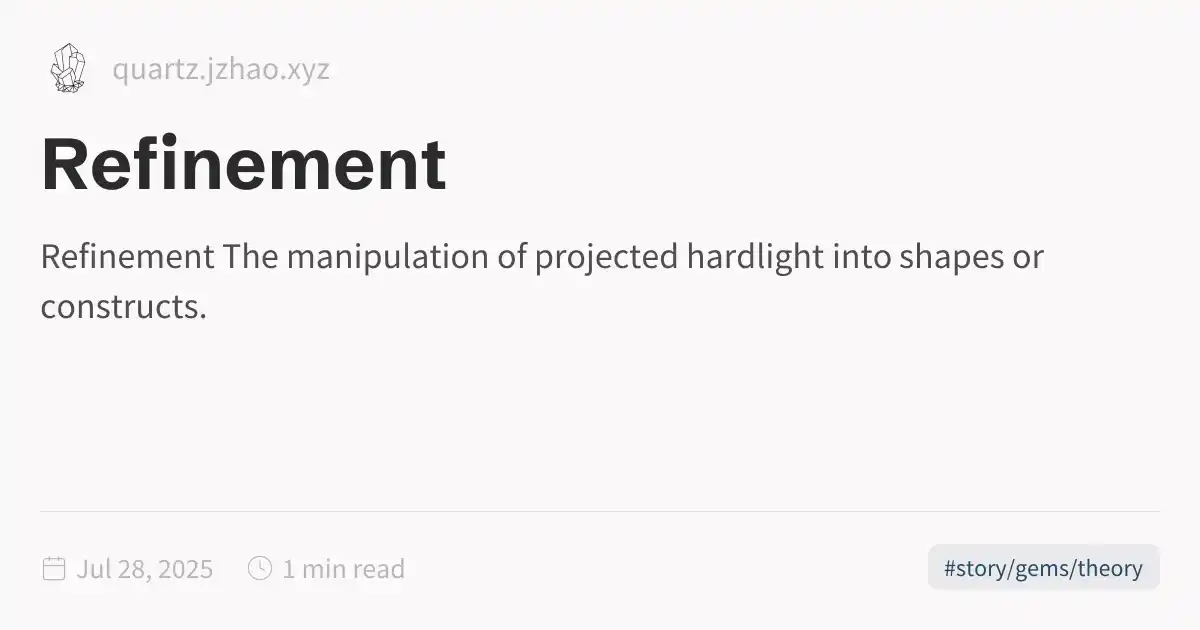 quartz.jzhao.xyz
Refinement
Refinement The manipulation of projected hardlight into shapes or
constructs.
Jul 28, 2025
1 min read
#story/gems/theory